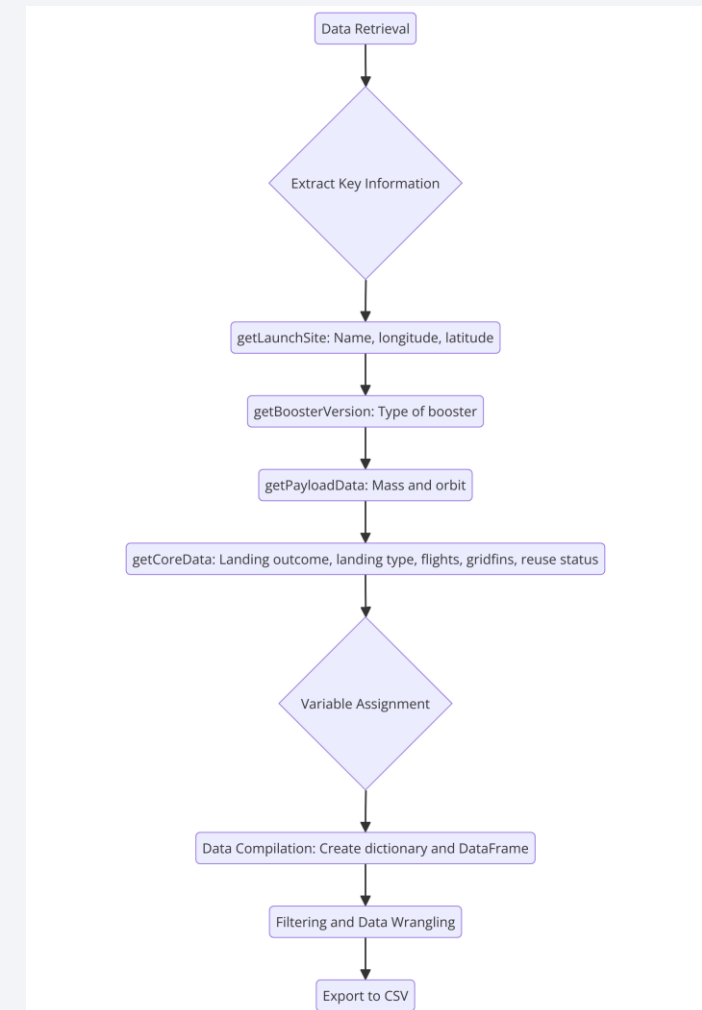 Data Retrieval
Extract Key Information
getLaunchSite: Name, longitude, latitude
getBoosterVersion: Type of booster
getPayloadData: Mass and orbit
getCoreData: Landing outcome, landing type, flights, gridfins, reuse status
Variable Assignment
Data Compilation: Create dictionary and DataFrame
Filtering and Data Wrangling
Export to CSV